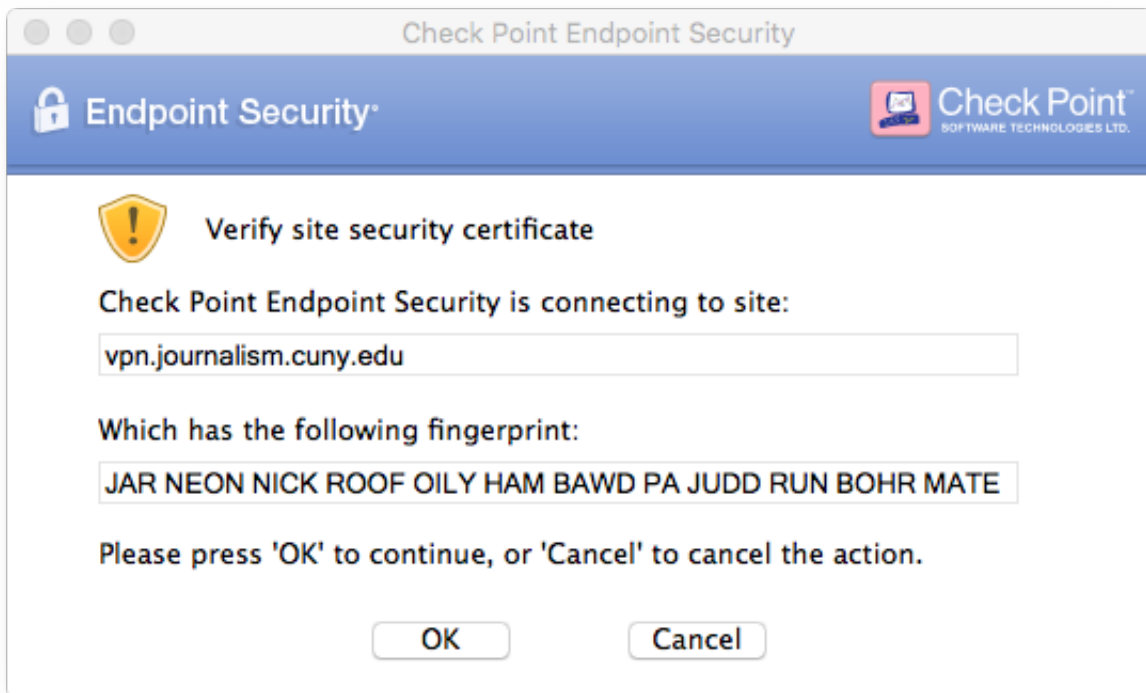 Check Point Endpoint Security
Endpoint Security®
Check Point™
SOFTWARE TECHNOLOGIES LTD.
Verify site security certificate
Check Point Endpoint Security is connecting to site:
vpn.journalism.cuny.edu
Which has the following fingerprint:
JAR NEON NICK ROOF OILY HAM BAWD PA JUDD RUN BOHR MATE
Please press 'OK' to continue, or 'Cancel' to cancel the action.
OK Cancel